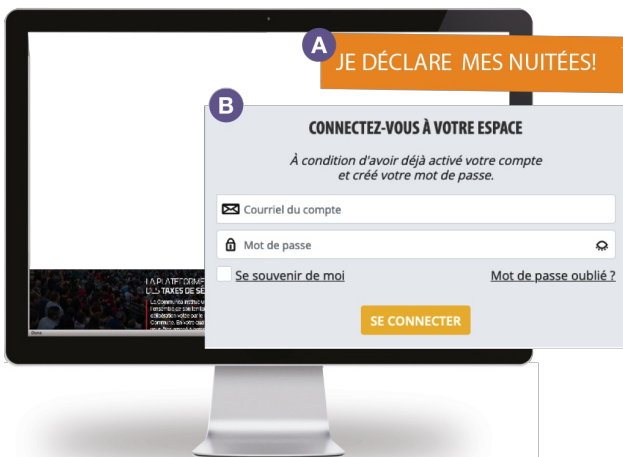 A
JE DÉCLARE MES NUITÉES!
B
CONNECTEZ-VOUS À VOTRE ESPACE
À condition d'avoir déjà activé votre compte
et créé votre mot de passe.
Courriel du compte
Mot de passe
Se souvenir de moi
Mot de passe oublié ?
SE CONNECTER
LA PLATEFORME
DES TAXES DE SÉ